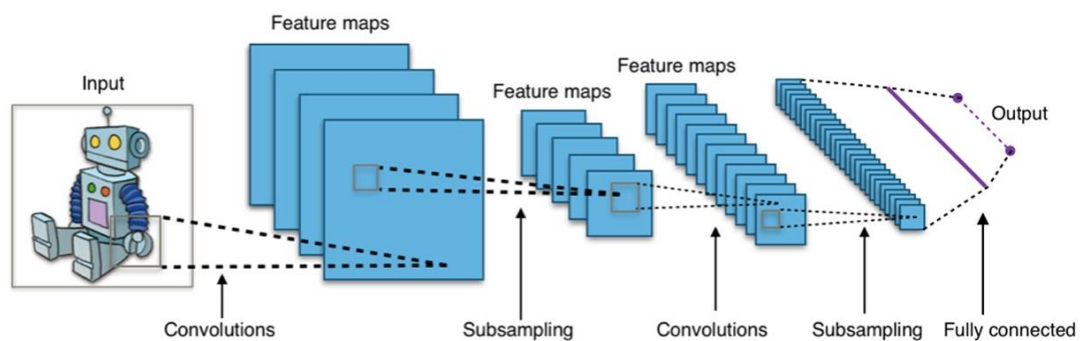 Feature maps
Input
Feature maps
Feature maps
Output
Convolutions
Subsampling
Convolutions
Subsampling
Fully connected